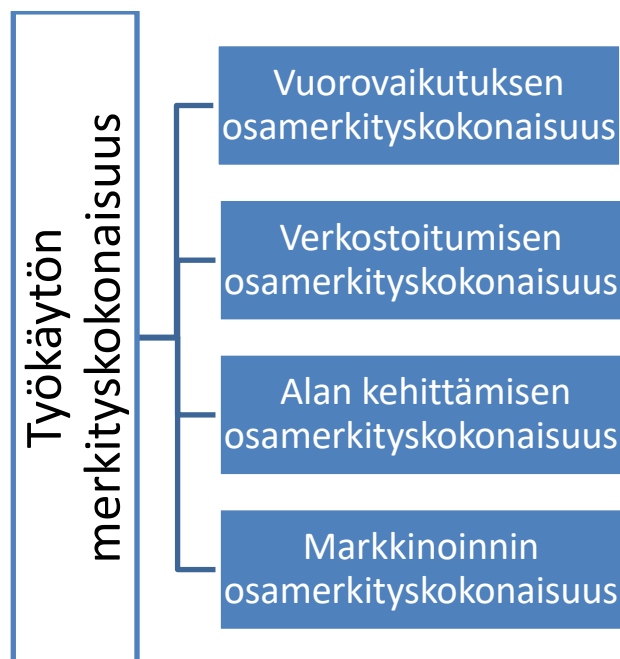 Työkäytön
merkityskokonaisuus
Vuorovaikutuksen
osamerkityskokonaisuus
Verkostoitumisen
osamerkityskokonaisuus
Alan kehittämisen
osamerkityskokonaisuus
Markkinoinnin
osamerkityskokonaisuus